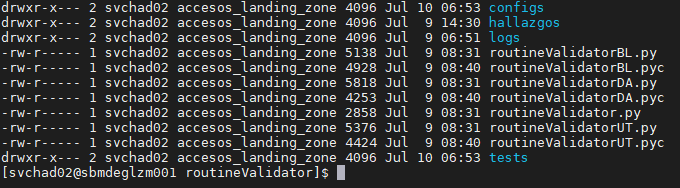 drwxr-x--- 2 svchad02 accesos_landing_zone 4096 Jul 10 06:53 configs
drwxr-x--- 2 svchad02 accesos_landing_zone 4096 Jul  9 14:30 hallazgos
drwxr-x--- 2 svchad02 accesos_landing_zone 4096 Jul  9 06:51 logs
-rw-r----- 1 svchad02 accesos_landing_zone 5138 Jul  9 08:31 routineValidatorBL.py
-rw-r----- 1 svchad02 accesos_landing_zone 4928 Jul  9 08:40 routineValidatorBL.pyc
-rw-r----- 1 svchad02 accesos_landing_zone 5818 Jul  9 08:31 routineValidatorDA.py
-rw-r----- 1 svchad02 accesos_landing_zone 4253 Jul  9 08:40 routineValidatorDA.pyc
-rw-r----- 1 svchad02 accesos_landing_zone 2858 Jul  9 08:31 routineValidator.py
-rw-r----- 1 svchad02 accesos_landing_zone 5376 Jul  9 08:31 routineValidatorUT.py
-rw-r----- 1 svchad02 accesos_landing_zone 4424 Jul  9 08:40 routineValidatorUT.pyc
drwxr-x--- 2 svchad02 accesos_landing_zone 4096 Jul 10 06:53 tests
[svchad02@sbmdeglzm001 routineValidator]$